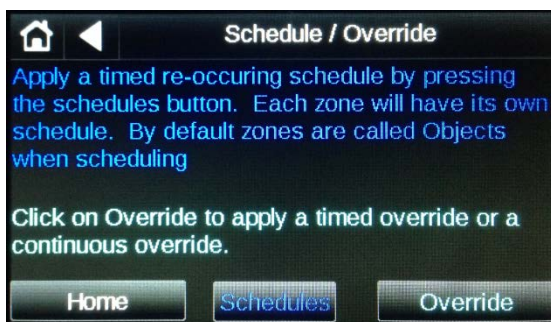 Schedule / Override
Apply a timed re-occuring schedule by pressing
the schedules button. Each zone will have its own
schedule. By default zones are called Objects
when scheduling
Click on Override to apply a timed override or a
continuous override.
Home
Schedules
Override